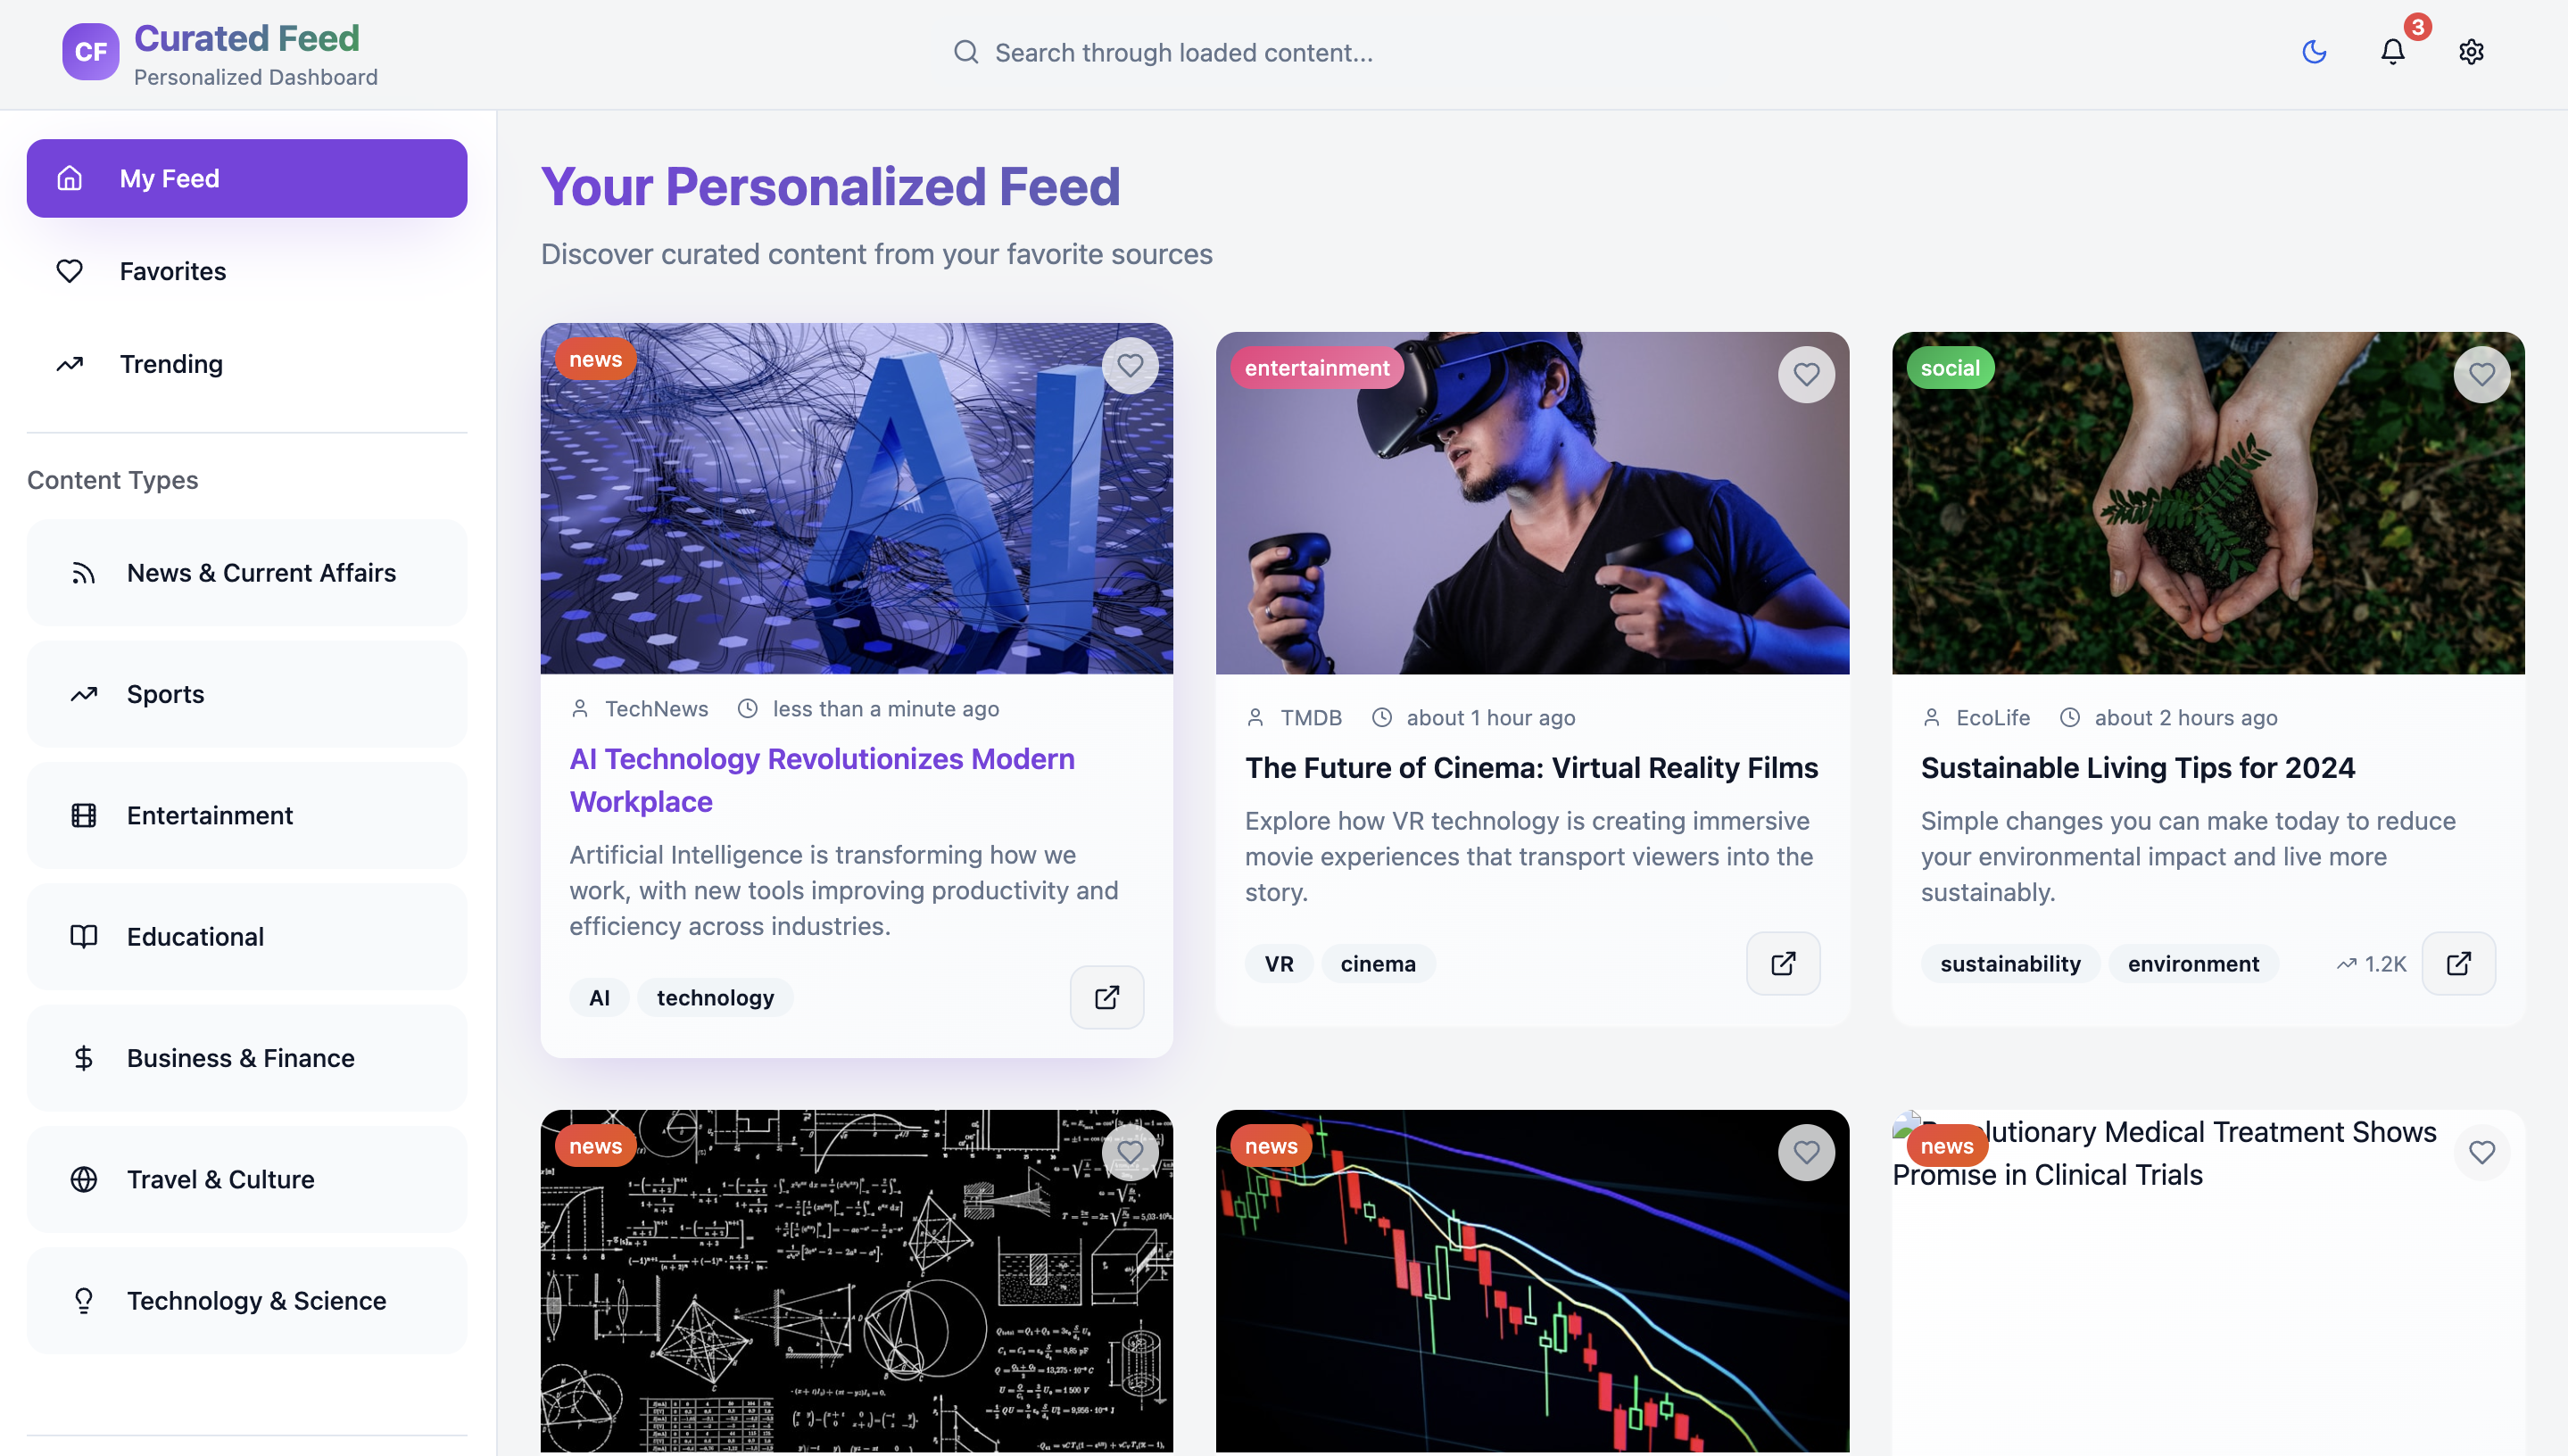 CF
Curated Feed
Personalized Dashboard
Search through loaded content...
3
My Feed
Favorites
Trending
Content Types
News & Current Affairs
Sports
Entertainment
Educational
Business & Finance
Travel & Culture
Technology & Science
Your Personalized Feed
Discover curated content from your favorite sources
news
AI
TechNews
less than a minute ago
AI Technology Revolutionizes Modern
Workplace
Artificial Intelligence is transforming how we
work, with new tools improving productivity and
efficiency across industries.
AI
technology
entertainment
TMDB
about 1 hour ago
The Future of Cinema: Virtual Reality Films
Explore how VR technology is creating immersive
movie experiences that transport viewers into the
story.
VR
cinema
social
EcoLife
about 2 hours ago
Sustainable Living Tips for 2024
Simple changes you can make today to reduce
your environmental impact and live more
sustainably.
sustainability
environment
1.2K
news
news
news
lutionary Medical Treatment Shows
Promise in Clinical Trials